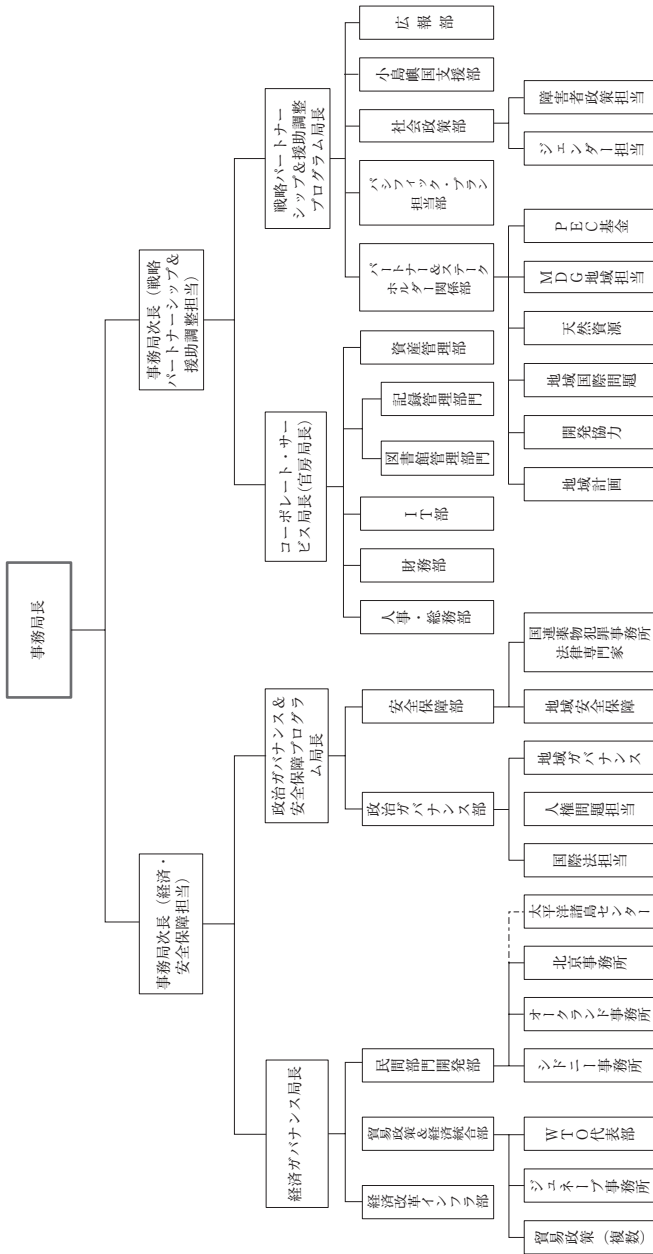 事務局長
事務局次長（経済・
安全保障担当）
事務局次長（戦略
パートナーシップ&
援助調整担当）
経済ガバナンス局長
政治ガバナンス&
安全保障プログラ
ム局長
コーポレート・サー
ビス局長(官房局長)
戦略パートナー
シップ&援助調整
プログラム局長
経済改革インフラ部
貿易政策&経済統合部
民間部門開発部
政治ガバナンス部
安全保障部
人事・総務部
財務部
IT部
図書館管理部門
記録管理部門
資産管理部
パートナー&ステーク
ホルダー関係部
パシフィック・プラン
担当部
社会政策部
小島嶼国支援部
広報部
貿易政策（複数）
ジュネーブ事務所
WTO代表部
シドニー事務所
オークランド事務所
北京事務所
太平洋諸島センター
国際法担当
人権問題担当
地域ガバナンス
地域安全保障
国連薬物犯罪事務所
法律専門家
地域計画
開発協力
地域国際問題
天然資源
MDG地域担当
PEC基金
ジェンダー担当
障害者政策担当